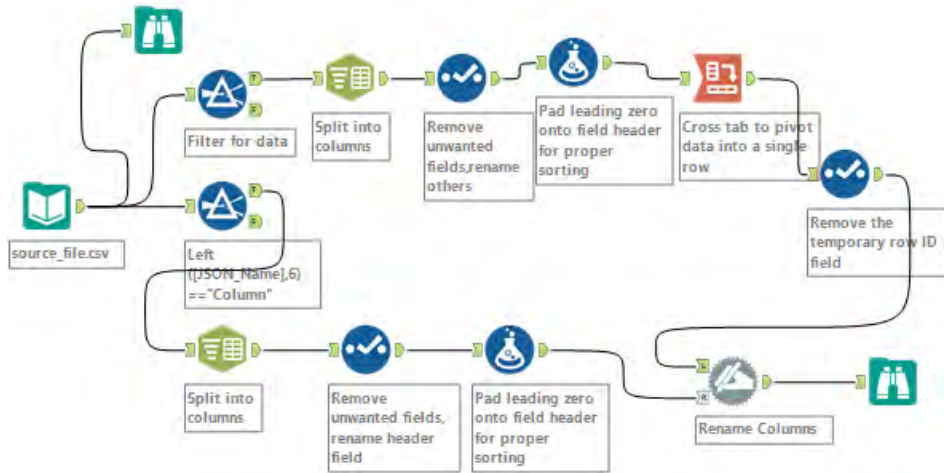 T
F
Filter for data
Split into
columns
Remove
unwanted
fields,rename
others
Pad leading zero
onto field header
for proper
sorting
Cross tab to pivot
data into a single
row
source_file.csv
T
F
Left
([JSON_Name],6)
=="Column"
Remove the
temporary row ID
field
Split into
columns
Remove
unwanted fields,
rename header
field
Pad leading zero
onto field header
for proper
sorting
L
R
Rename Columns